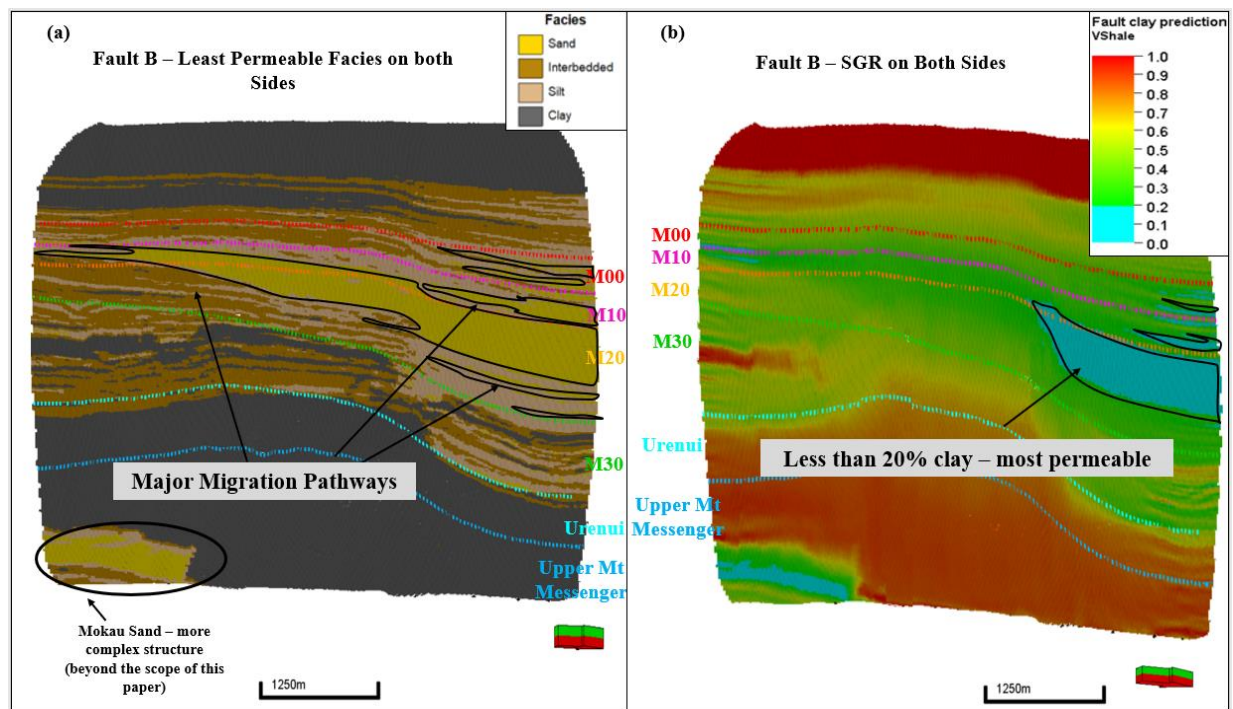 (a)
Fault B – Least Permeable Facies on both
Sides
Facies
Sand
Interbedded
Silt
Clay
M00
M10
M20
M30
Urenui
Upper Mt
Messenger
Major Migration Pathways
Mokau Sand – more
complex structure
(beyond the scope of this
paper)
1250m
(b)
Fault B – SGR on Both Sides
Fault clay prediction
VShale
1.0
0.9
0.8
0.7
0.6
0.5
0.4
0.3
0.2
0.1
0.0
M00
M10
M20
M30
Urenui
Upper Mt
Messenger
Less than 20% clay – most permeable
1250m